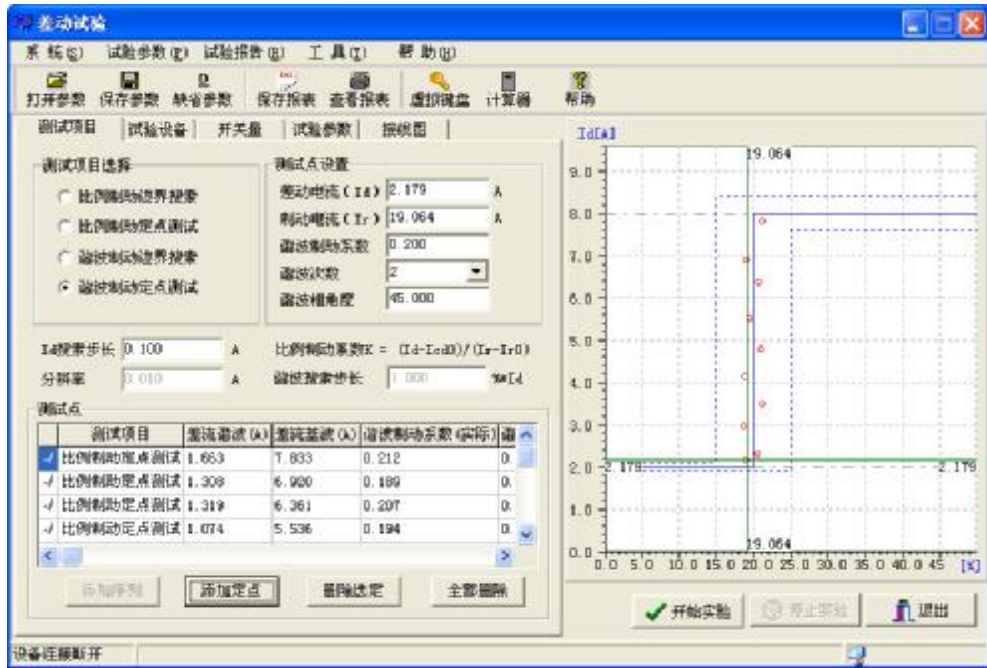 差动试验
系统(S) 试验参数(P) 试验报告(R) 工具(T) 帮助(H)
打开参数 保存参数 缺省参数 保存报表 查看报表 虚拟键盘 计算器 帮助
测试项目 试验设备 开关量 试验参数 接线图
测试项目选择
比例制动边界搜索
比例制动定点测试
谐波制动边界搜索
谐波制动定点测试
测试点设置
差动电流(Id) 2.179 A
制动电流(Ir) 19.064 A
谐波制动系数 0.200
谐波次数 2
谐波相角度 45.000
Id搜索步长 0.100 A 比例制动系数K = (Id-Icd0)/(Ir-Ir0)
分辨率 0.010 A 谐波搜索步长 1.000 %*Id
测试点
测试项目 差流谐波(A) 差流基波(A) 谐波制动系数(实际) 谐
比例制动定点测试 1.663 7.833 0.212 0.
比例制动定点测试 1.308 6.920 0.189 0.
比例制动定点测试 1.319 6.361 0.207 0.
比例制动定点测试 1.074 5.536 0.194 0.
添加序列 添加定点 删除选定 全部删除
Id[A]
19.064
9.0
8.0
7.0
6.0
5.0
4.0
3.0
2.0 2.179 2.179
1.0
19.064
0.0
0.0 5.0 10.0 15.0 20.0 25.0 30.0 35.0 40.0 45 [%]
开始实验 停止实验 退出
设备连接断开